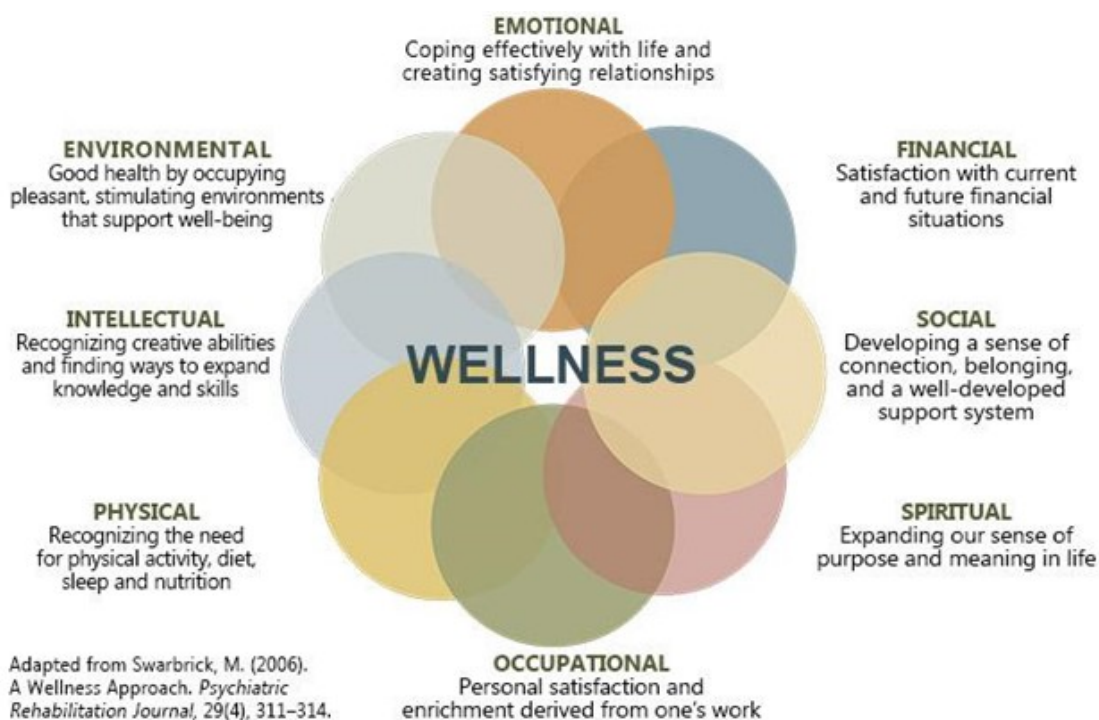 EMOTIONAL
Coping effectively with life and
creating satisfying relationships
ENVIRONMENTAL
Good health by occupying
pleasant, stimulating environments
that support well-being
FINANCIAL
Satisfaction with current
and future financial
situations
INTELLECTUAL
Recognizing creative abilities
and finding ways to expand
knowledge and skills
WELLNESS
SOCIAL
Developing a sense of
connection, belonging,
and a well-developed
support system
PHYSICAL
Recognizing the need
for physical activity, diet,
sleep and nutrition
SPIRITUAL
Expanding our sense of
purpose and meaning in life
OCCUPATIONAL
Personal satisfaction and
enrichment derived from one's work
Adapted from Swarbrick, M. (2006).
A Wellness Approach. Psychiatric
Rehabilitation Journal, 29(4), 311–314.